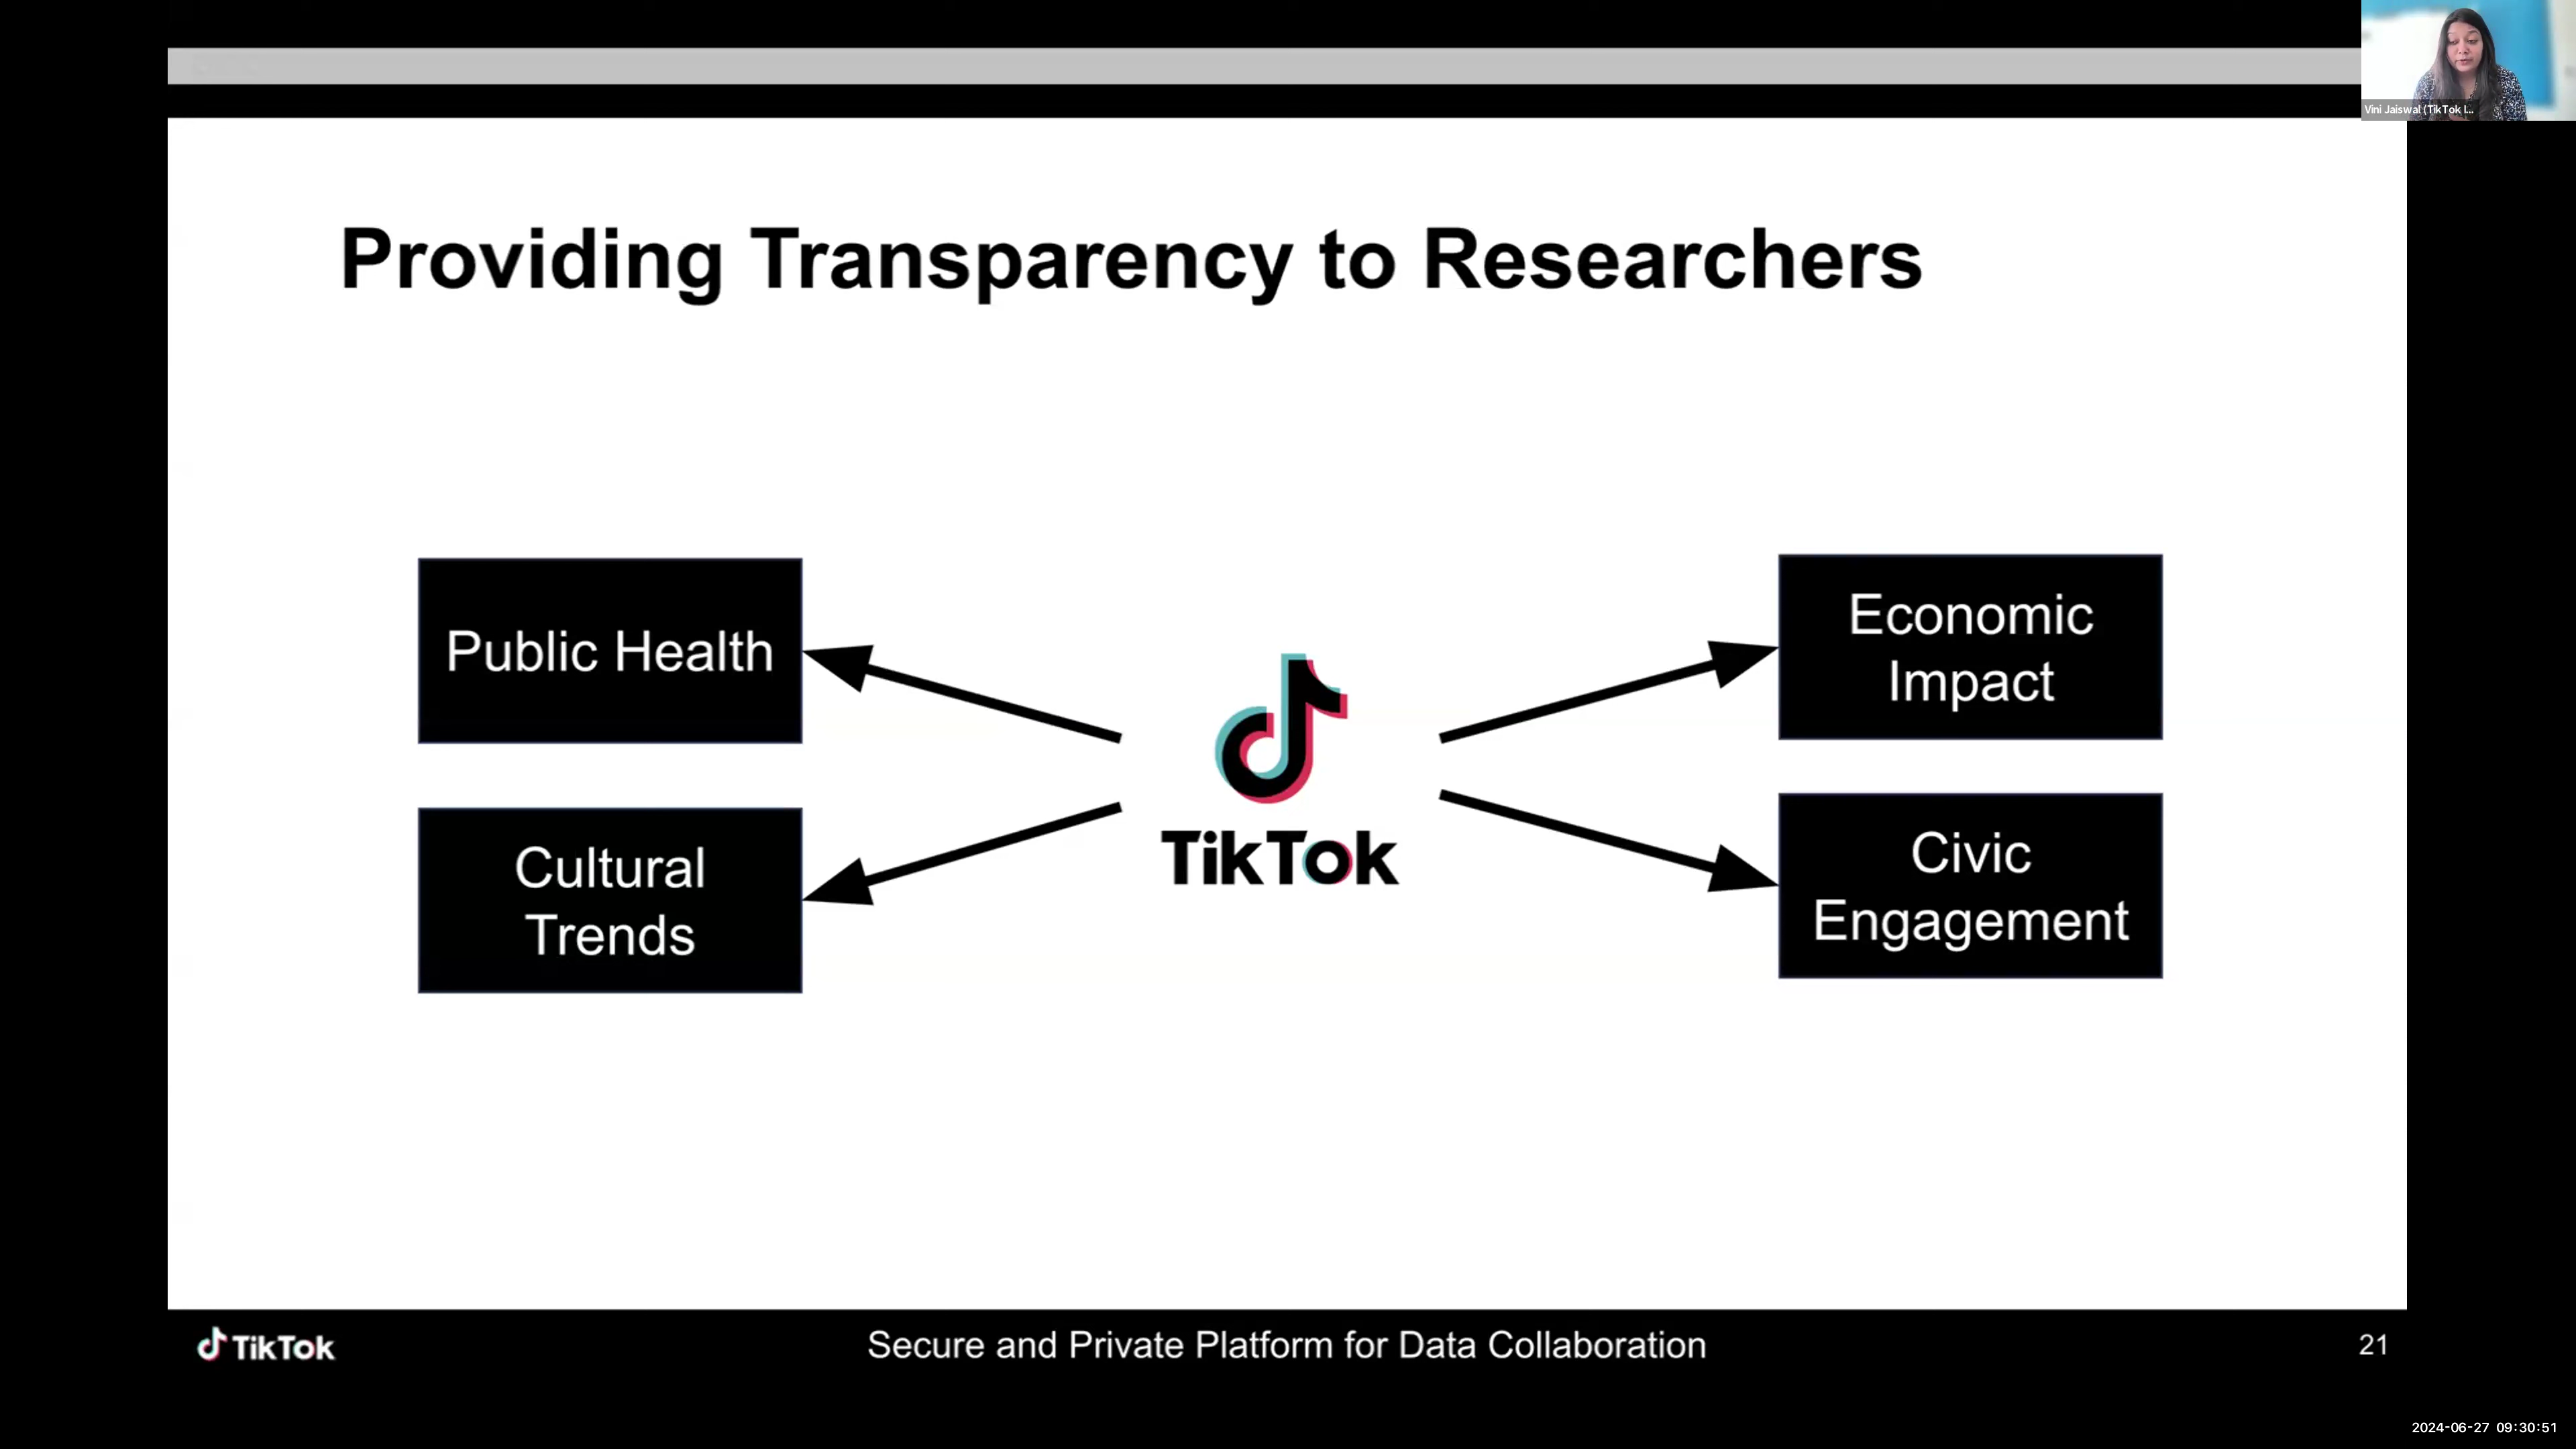 Vini Jaiswal (TikTok I...
Providing Transparency to Researchers
Public Health
Economic
Impact
TikTok
Cultural
Trends
Civic
Engagement
TikTok
Secure and Private Platform for Data Collaboration
21
2024-06-27 09:30:51